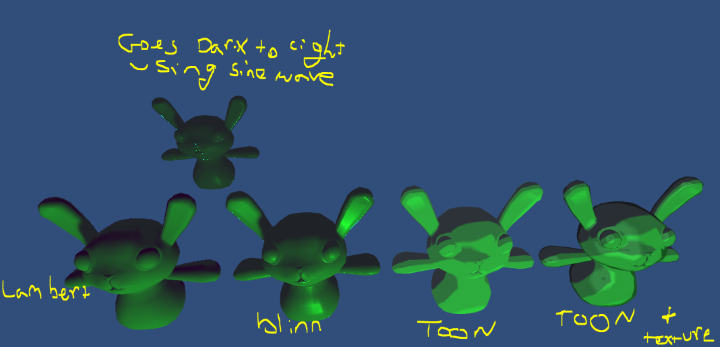 Goes Dark to light
using sine wave
Lambert
blinn
TOON
TOON +
texture